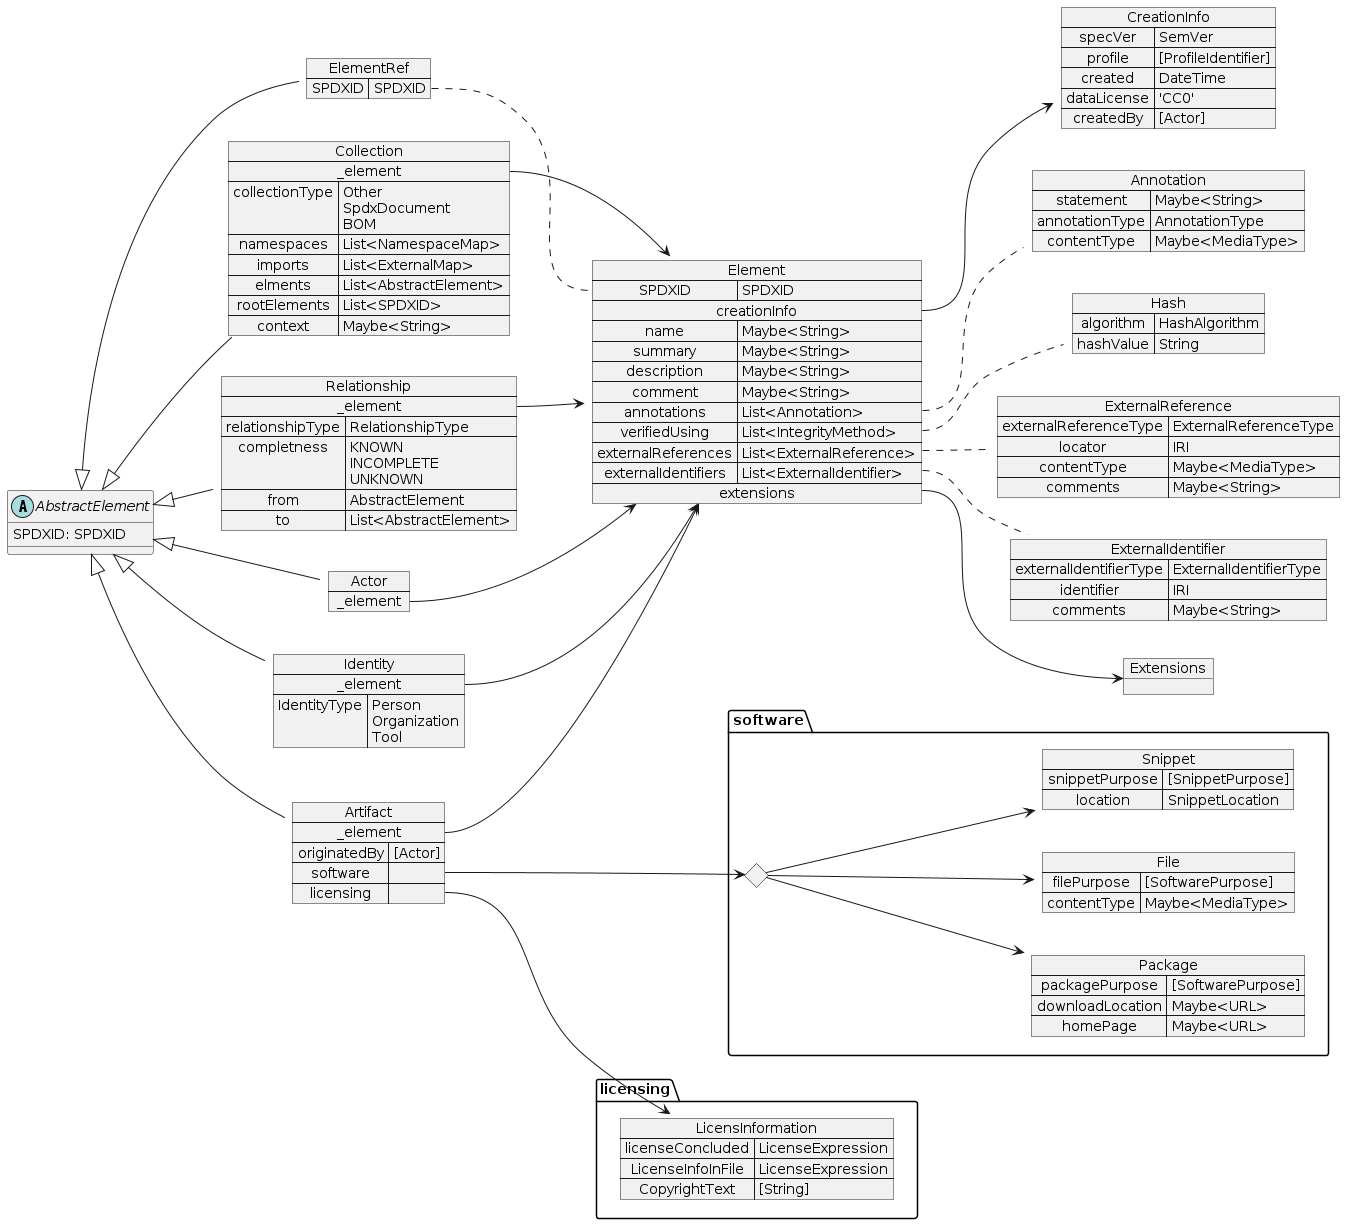 ElementRef
SPDXID SPDXID
Collection
_element
collectionType Other
SpdxDocument
BOM
namespaces List<NamespaceMap>
imports List<ExternalMap>
elments List<AbstractElement>
rootElements List<SPDXID>
context Maybe<String>
Relationship
_element
relationshipType RelationshipType
completness KNOWN
INCOMPLETE
UNKNOWN
from AbstractElement
to List<AbstractElement>
A AbstractElement
SPDXID: SPDXID
Actor
_element
Identity
_element
IdentityType Person
Organization
Tool
Artifact
_element
originatedBy [Actor]
software
licensing
Element
SPDXID SPDXID
creationInfo
name Maybe<String>
summary Maybe<String>
description Maybe<String>
comment Maybe<String>
annotations List<Annotation>
verifiedUsing List<IntegrityMethod>
externalReferences List<ExternalReference>
externalIdentifiers List<ExternalIdentifier>
extensions
CreationInfo
specVer SemVer
profile [ProfileIdentifier]
created DateTime
dataLicense 'CC0'
createdBy [Actor]
Annotation
statement Maybe<String>
annotationType AnnotationType
contentType Maybe<MediaType>
Hash
algorithm HashAlgorithm
hashValue String
ExternalReference
externalReferenceType ExternalReferenceType
locator IRI
contentType Maybe<MediaType>
comments Maybe<String>
ExternalIdentifier
externalIdentifierType ExternalIdentifierType
identifier IRI
comments Maybe<String>
Extensions
software
Snippet
snippetPurpose [SnippetPurpose]
location SnippetLocation
File
filePurpose [SoftwarePurpose]
contentType Maybe<MediaType>
Package
packagePurpose [SoftwarePurpose]
downloadLocation Maybe<URL>
homePage Maybe<URL>
licensing
LicensInformation
licenseConcluded LicenseExpression
LicenseInfoInFile LicenseExpression
CopyrightText [String]